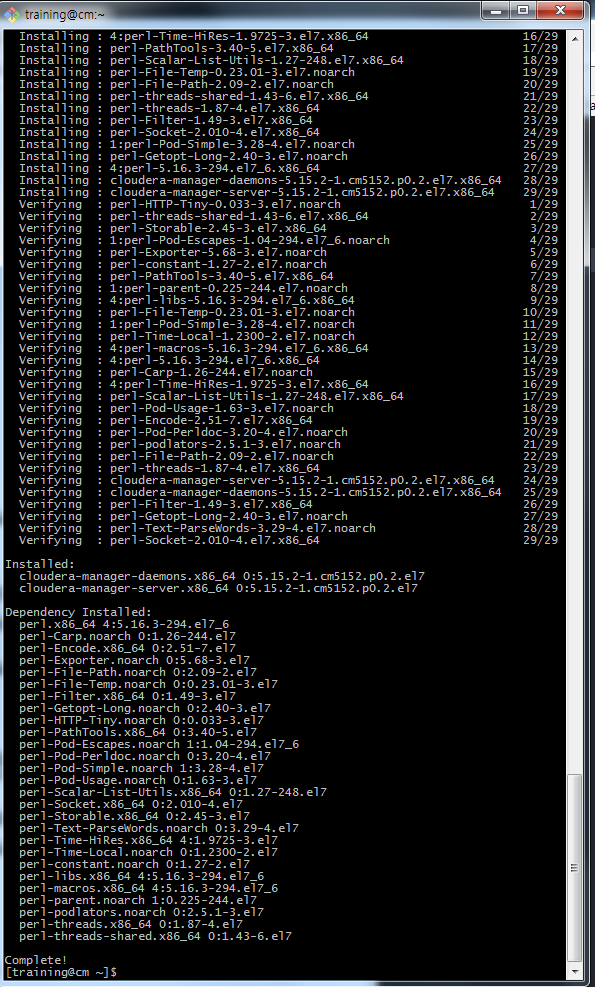 training@cm:~
Installing : 4:perl-Time-HiRes-1.9725-3.el7.x86_64 16/29
Installing : perl-PathTools-3.40-5.el7.x86_64 17/29
Installing : perl-Scalar-List-Utils-1.27-248.el7.x86_64 18/29
Installing : perl-File-Temp-0.23.01-3.el7.noarch 19/29
Installing : perl-File-Path-2.09-2.el7.noarch 20/29
Installing : perl-threads-shared-1.43-6.el7.x86_64 21/29
Installing : perl-threads-1.87-4.el7.x86_64 22/29
Installing : perl-Filter-1.49-3.el7.x86_64 23/29
Installing : perl-Socket-2.010-4.el7.x86_64 24/29
Installing : 1:perl-Pod-Simple-3.28-4.el7.noarch 25/29
Installing : perl-Getopt-Long-2.40-3.el7.noarch 26/29
Installing : 4:perl-5.16.3-294.el7_6.x86_64 27/29
Installing : cloudera-manager-daemons-5.15.2-1.cm5152.p0.2.el7.x86_64 28/29
Installing : cloudera-manager-server-5.15.2-1.cm5152.p0.2.el7.x86_64 29/29
Verifying : perl-HTTP-Tiny-0.033-3.el7.noarch 1/29
Verifying : perl-threads-shared-1.43-6.el7.x86_64 2/29
Verifying : perl-Storable-2.45-3.el7.x86_64 3/29
Verifying : 1:perl-Pod-Escapes-1.04-294.el7_6.noarch 4/29
Verifying : perl-Exporter-5.68-3.el7.noarch 5/29
Verifying : perl-constant-1.27-2.el7.noarch 6/29
Verifying : perl-PathTools-3.40-5.el7.x86_64 7/29
Verifying : 1:perl-parent-0.225-244.el7.noarch 8/29
Verifying : 4:perl-libs-5.16.3-294.el7_6.x86_64 9/29
Verifying : perl-File-Temp-0.23.01-3.el7.noarch 10/29
Verifying : 1:perl-Pod-Simple-3.28-4.el7.noarch 11/29
Verifying : perl-Time-Local-1.2300-2.el7.noarch 12/29
Verifying : 4:perl-macros-5.16.3-294.el7_6.x86_64 13/29
Verifying : 4:perl-5.16.3-294.el7_6.x86_64 14/29
Verifying : perl-Carp-1.26-244.el7.noarch 15/29
Verifying : 4:perl-Time-HiRes-1.9725-3.el7.x86_64 16/29
Verifying : perl-Scalar-List-Utils-1.27-248.el7.x86_64 17/29
Verifying : perl-Pod-Usage-1.63-3.el7.noarch 18/29
Verifying : perl-Encode-2.51-7.el7.x86_64 19/29
Verifying : perl-Pod-Perldoc-3.20-4.el7.noarch 20/29
Verifying : perl-podlators-2.5.1-3.el7.noarch 21/29
Verifying : perl-File-Path-2.09-2.el7.noarch 22/29
Verifying : perl-threads-1.87-4.el7.x86_64 23/29
Verifying : cloudera-manager-server-5.15.2-1.cm5152.p0.2.el7.x86_64 24/29
Verifying : cloudera-manager-daemons-5.15.2-1.cm5152.p0.2.el7.x86_64 25/29
Verifying : perl-Filter-1.49-3.el7.x86_64 26/29
Verifying : perl-Getopt-Long-2.40-3.el7.noarch 27/29
Verifying : perl-Text-ParseWords-3.29-4.el7.noarch 28/29
Verifying : perl-Socket-2.010-4.el7.x86_64 29/29
Installed:
cloudera-manager-daemons.x86_64 0:5.15.2-1.cm5152.p0.2.el7
cloudera-manager-server.x86_64 0:5.15.2-1.cm5152.p0.2.el7
Dependency Installed:
perl.x86_64 4:5.16.3-294.el7_6
perl-Carp.noarch 0:1.26-244.el7
perl-Encode.x86_64 0:2.51-7.el7
perl-Exporter.noarch 0:5.68-3.el7
perl-File-Path.noarch 0:2.09-2.el7
perl-File-Temp.noarch 0:0.23.01-3.el7
perl-Filter.x86_64 0:1.49-3.el7
perl-Getopt-Long.noarch 0:2.40-3.el7
perl-HTTP-Tiny.noarch 0:0.033-3.el7
perl-PathTools.x86_64 0:3.40-5.el7
perl-Pod-Escapes.noarch 1:1.04-294.el7_6
perl-Pod-Perldoc.noarch 0:3.20-4.el7
perl-Pod-Simple.noarch 1:3.28-4.el7
perl-Pod-Usage.noarch 0:1.63-3.el7
perl-Scalar-List-Utils.x86_64 0:1.27-248.el7
perl-Socket.x86_64 0:2.010-4.el7
perl-Storable.x86_64 0:2.45-3.el7
perl-Text-ParseWords.noarch 0:3.29-4.el7
perl-Time-HiRes.x86_64 4:1.9725-3.el7
perl-Time-Local.noarch 0:1.2300-2.el7
perl-constant.noarch 0:1.27-2.el7
perl-libs.x86_64 4:5.16.3-294.el7_6
perl-macros.x86_64 4:5.16.3-294.el7_6
perl-parent.noarch 1:0.225-244.el7
perl-podlators.noarch 0:2.5.1-3.el7
perl-threads.x86_64 0:1.87-4.el7
perl-threads-shared.x86_64 0:1.43-6.el7
Complete!
[training@cm ~]$